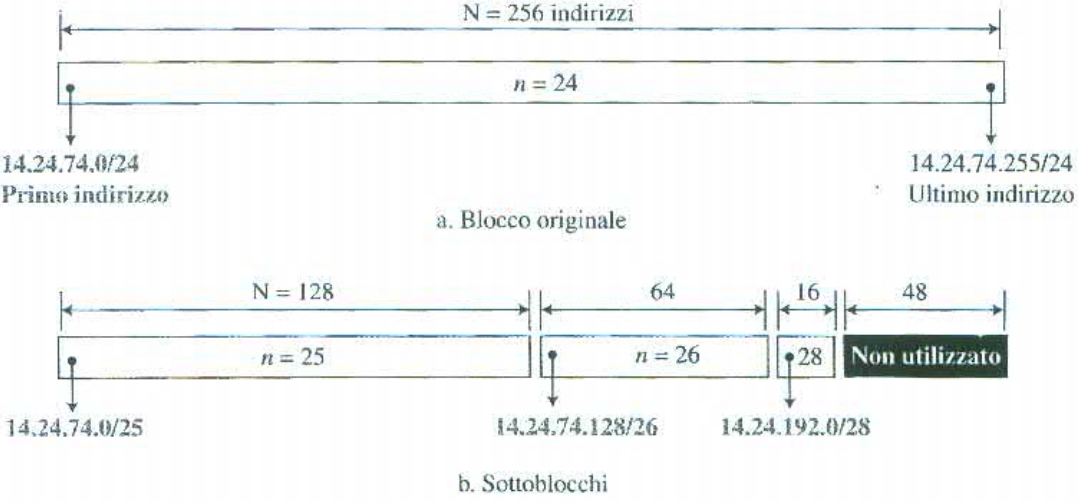 N = 256 indirizzi
n = 24
14.24.74.0/24
Primo indirizzo
14.24.74.255/24
Ultimo indirizzo
a. Blocco originale
N = 128
64
16
48
n = 25
n = 26
28
Non utilizzato
14.24.74.0/25
14.24.74.128/26
14.24.192.0/28
b. Sottoblocchi